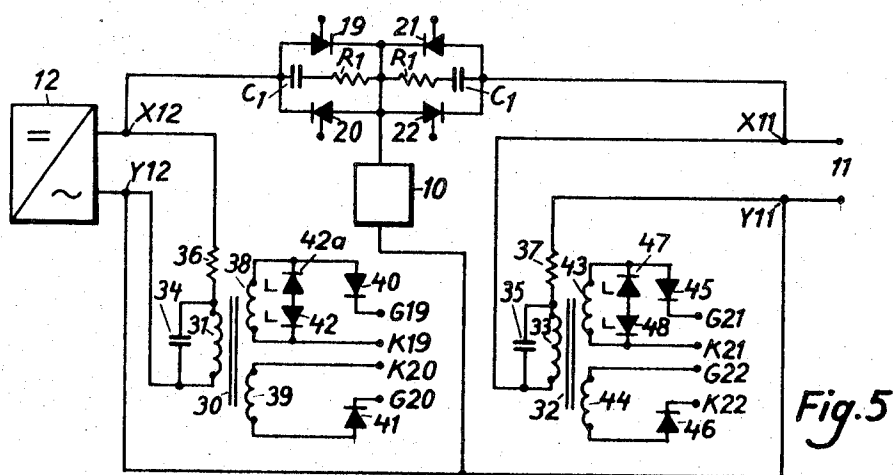 19 21
R1 R1
12
C1 C1
X12 20 22 X11
Y12 10 11
Y11
36 38 42a 40 37 43 47 45
34 31 G19 35 33 G21
42 K19 48 K21
K20 G22
30 39 G20 32 44 K22
41 46
Fig.5